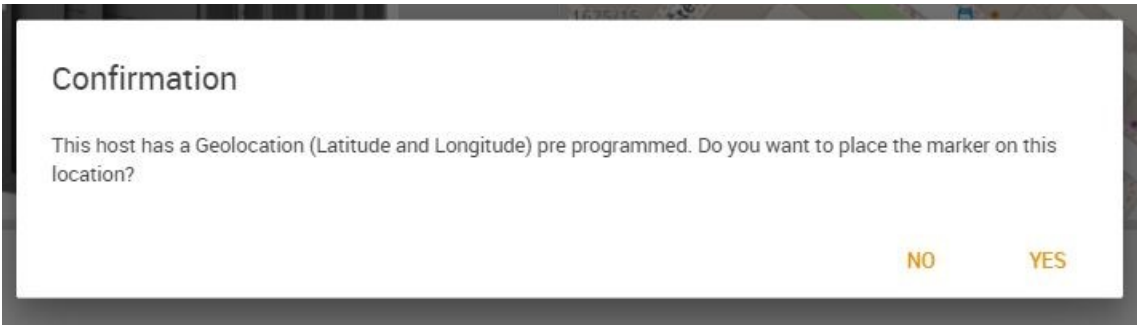 Confirmation
This host has a Geolocation (Latitude and Longitude) pre programmed. Do you want to place the marker on this
location?
NO YES